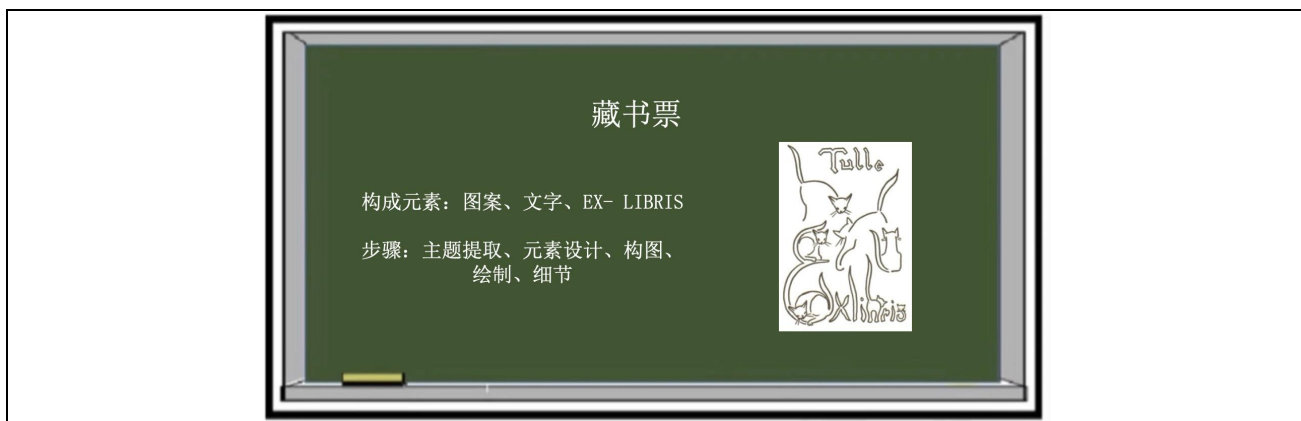 藏书票
构成元素：图案、文字、EX- LIBRIS
步骤：主题提取、元素设计、构图、
绘制、细节
Tulle
Exlibris